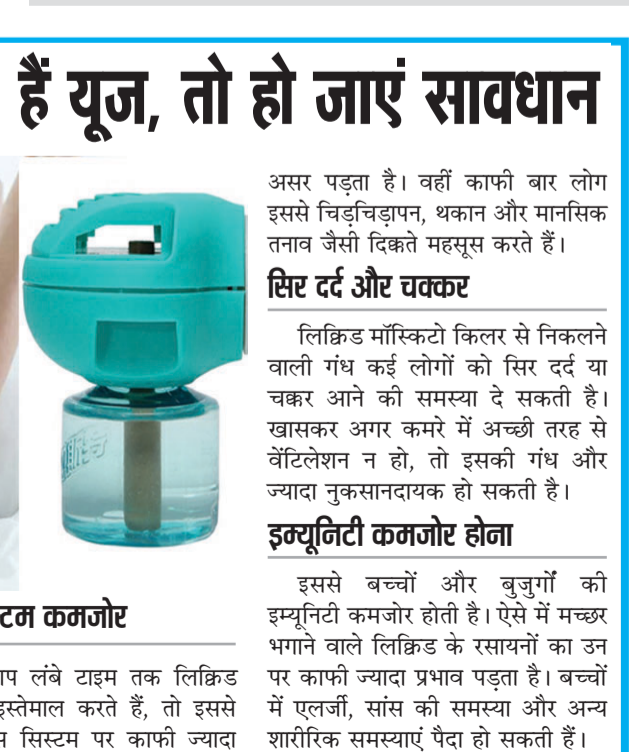 हैं यूज, तो हो जाएं सावधान
कमजोर
लंबे टाइम तक लिक्विड
करते हैं, तो इससे
सिस्टम पर काफी ज्यादा
असर पड़ता है। वहीं काफी बार लोग
इससे चिड़चिड़ापन, थकान और मानसिक
तनाव जैसी दिक्कते महसूस करते हैं।
सिर दर्द और चक्कर
लिक्विड मॉस्किटो किलर से निकलने
वाली गंध कई लोगों को सिर दर्द या
चक्कर आने की समस्या दे सकती है।
खासकर अगर कमरे में अच्छी तरह से
वेंटिलेशन न हो, तो इसकी गंध और
ज्यादा नुकसानदायक हो सकती है।
इम्यूनिटी कमजोर होना
इससे बच्चों और बुजुर्गों की
इम्यूनिटी कमजोर होती है। ऐसे में मच्छर
भगाने वाले लिक्विड के रसायनों का उन
पर काफी ज्यादा प्रभाव पड़ता है। बच्चों
में एलर्जी, सांस की समस्या और अन्य
शारीरिक समस्याएं पैदा हो सकती हैं।